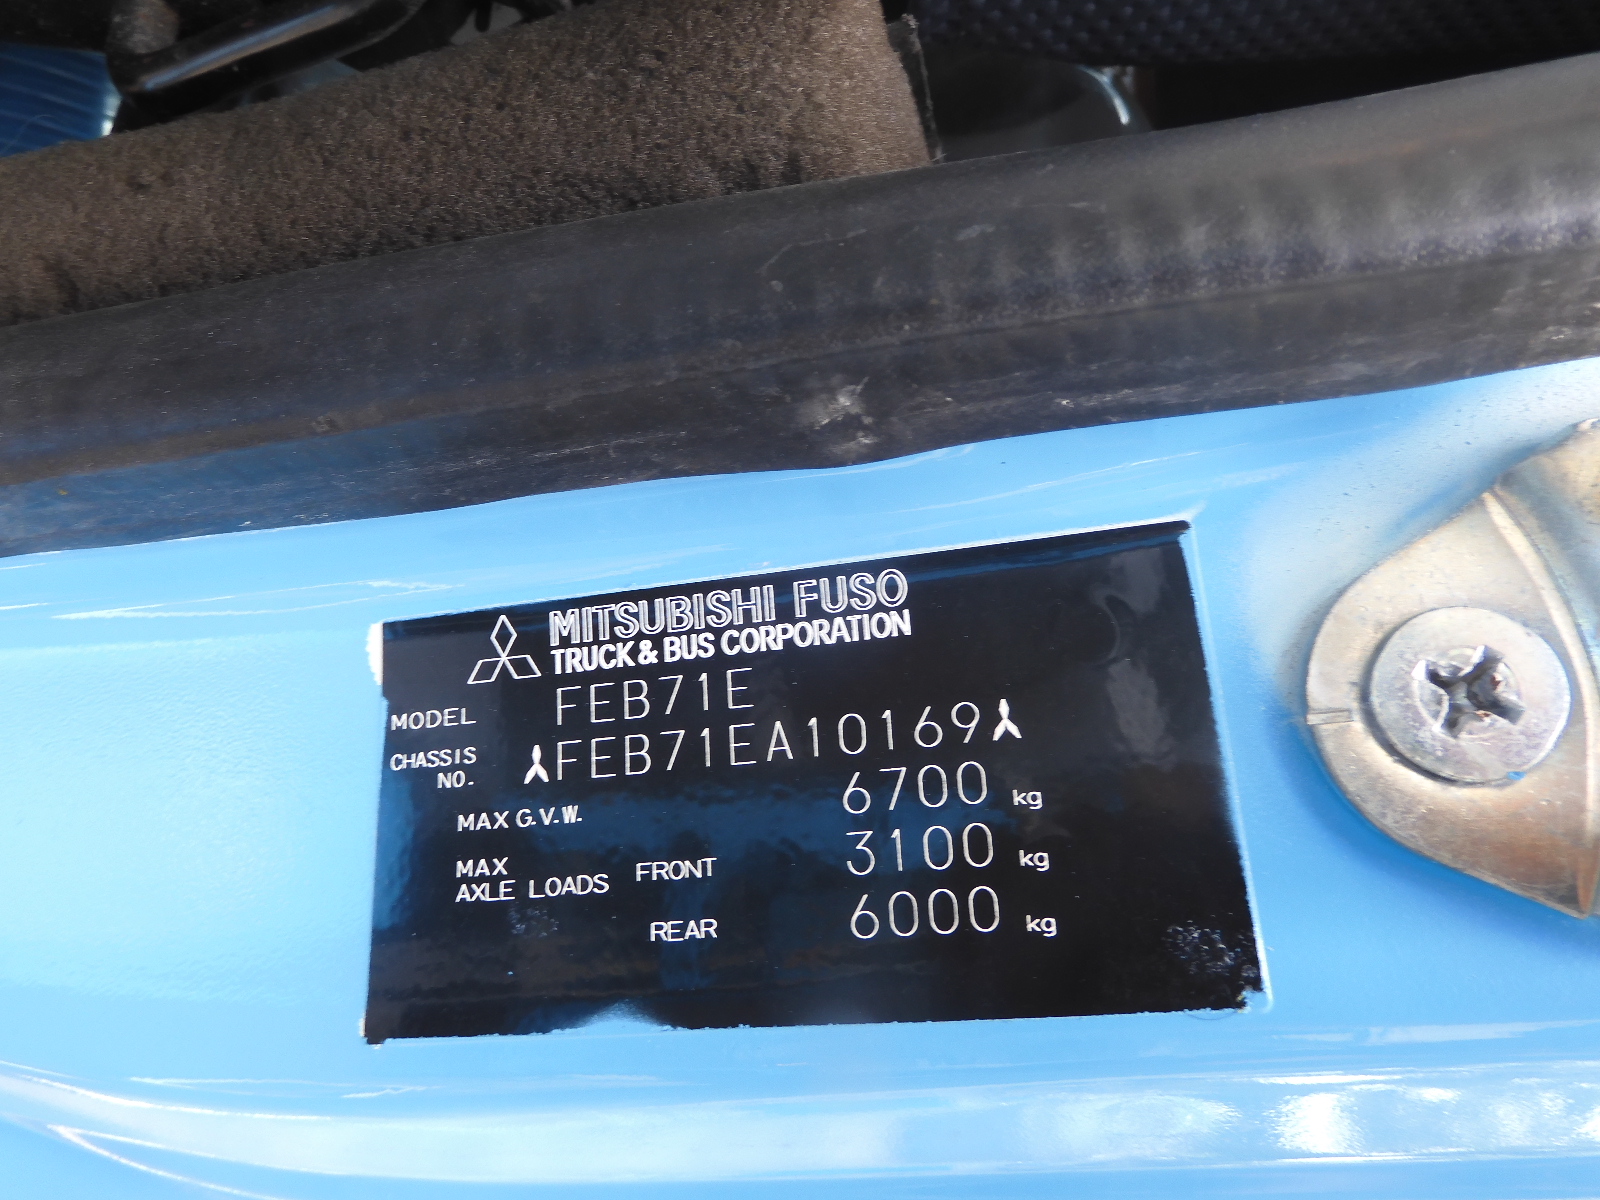 MITSUBISHI FUSO
TRUCK & BUS CORPORATION
MODEL FEB71E
CHASSIS NO. FEB71EA10169
MAX G.V.W. 6700 kg
MAX AXLE LOADS FRONT 3100 kg
REAR 6000 kg